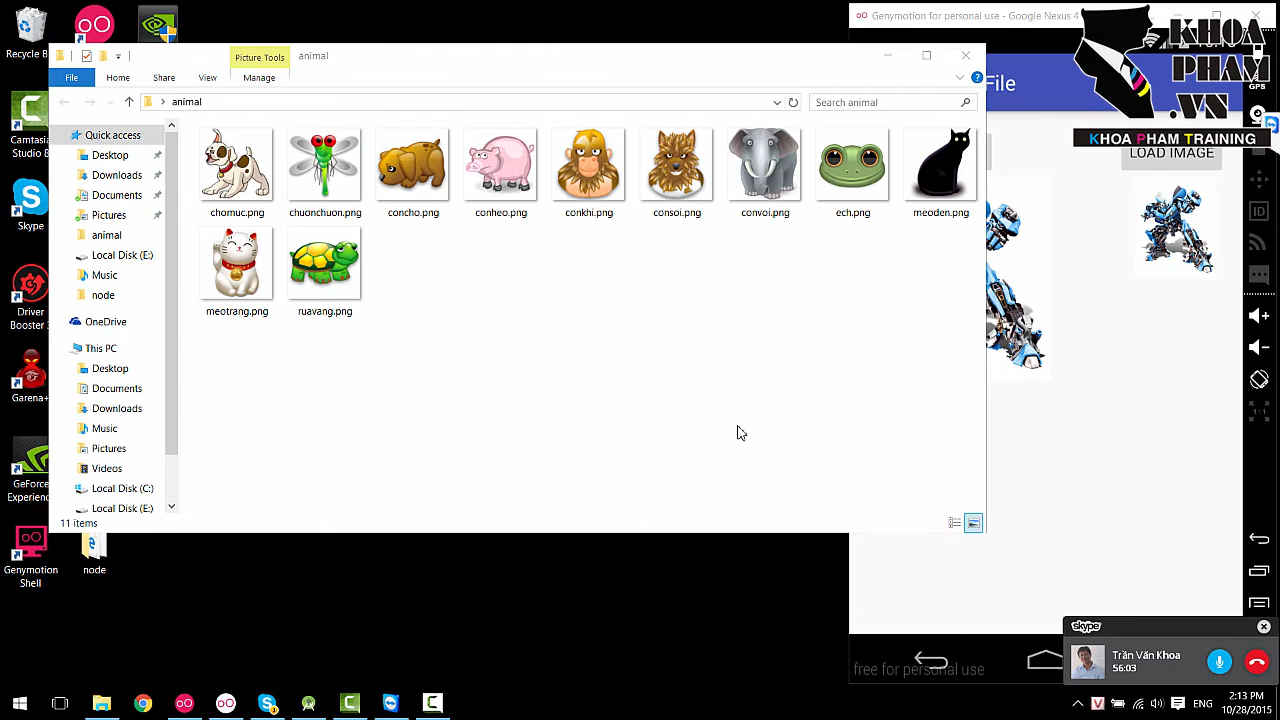 Recycle B
Genymotion for personal use - Google Nexus 4
KHOA
PHAM
.VN
KHOA PHAM TRAINING
GPS
Picture Tools
animal
File
Home
Share
View
Manage
animal
Search animal
File
LOAD IMAGE
ID
Camtasia
Studio 8
Skype
Driver
Booster 3
Garena+
GeForce
Experience
Genymotion
Shell
node
Quick access
Desktop
Downloads
Documents
Pictures
animal
Local Disk (E:)
Music
node
OneDrive
This PC
Desktop
Documents
Downloads
Music
Pictures
Videos
Local Disk (C:)
Local Disk (E:)
chomuc.png
chuonchuon.png
concho.png
conheo.png
conkhi.png
consoi.png
convoi.png
ech.png
meoden.png
meotrang.png
ruavang.png
11 items
1:1
free for personal use
skype
Trần Văn Khoa
56:03
ENG
2:13 PM
10/28/2015